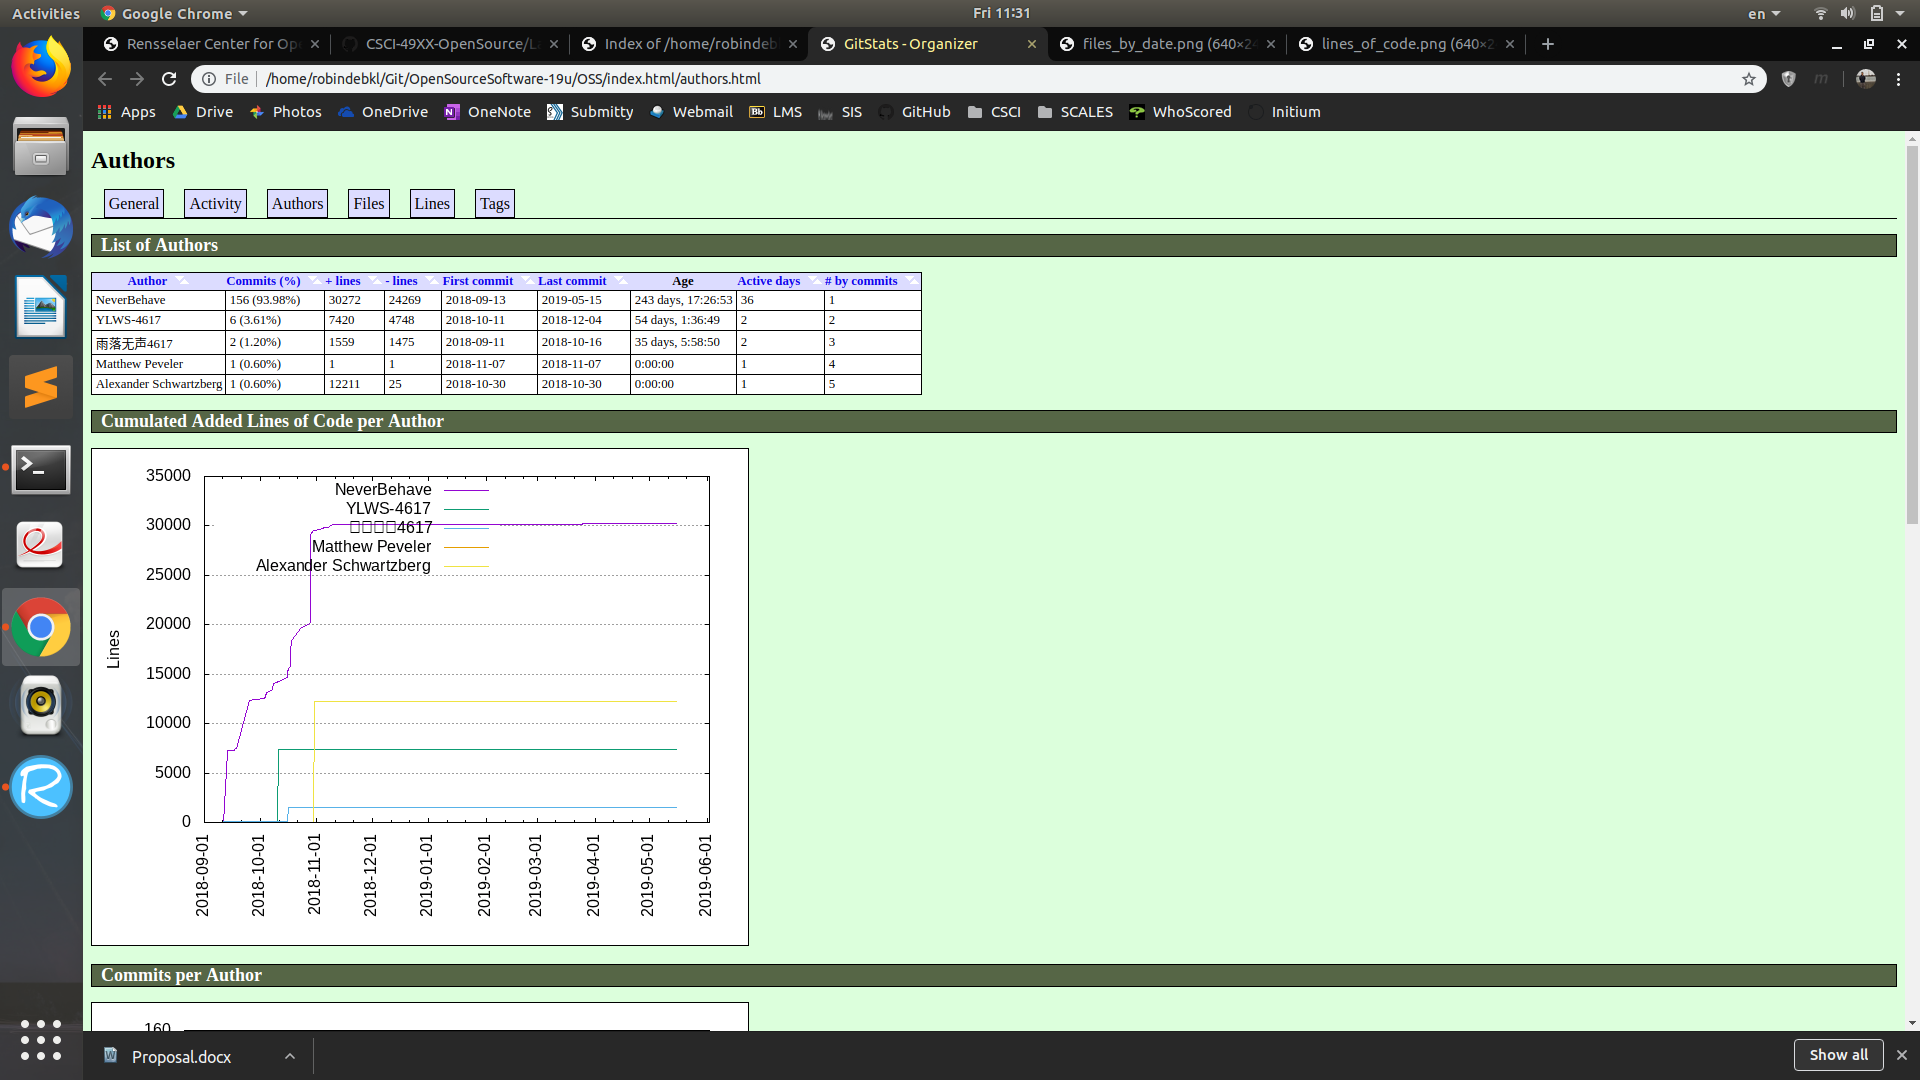 Activities Google Chrome Fri 11:31 en
Rensselaer Center for Op CSCI-49XX-OpenSource/L Index of /home/robindeb GitStats - Organizer files_by_date.png (640×2 lines_of_code.png (640×2
File /home/robindebkl/Git/OpenSourceSoftware-19u/OSS/index.html/authors.html
Apps Drive Photos OneDrive OneNote Submitty Webmail LMS SIS GitHub CSCI SCALES WhoScored Initium
Authors
General Activity Authors Files Lines Tags
List of Authors
Author Commits (%) + lines - lines First commit Last commit Age Active days # by commits
NeverBehave 156 (93.98%) 30272 24269 2018-09-13 2019-05-15 243 days, 17:26:53 36 1
YLWS-4617 6 (3.61%) 7420 4748 2018-10-11 2018-12-04 54 days, 1:36:49 2 2
雨落无声4617 2 (1.20%) 1559 1475 2018-09-11 2018-10-16 35 days, 5:58:50 2 3
Matthew Peveler 1 (0.60%) 1 1 2018-11-07 2018-11-07 0:00:00 1 4
Alexander Schwartzberg 1 (0.60%) 12211 25 2018-10-30 2018-10-30 0:00:00 1 5
Cumulated Added Lines of Code per Author
35000
NeverBehave
YLWS-4617
30000
□□□□4617
Matthew Peveler
Alexander Schwartzberg
25000
20000
Lines
15000
10000
5000
0
2018-09-01 2018-10-01 2018-11-01 2018-12-01 2019-01-01 2019-02-01 2019-03-01 2019-04-01 2019-05-01 2019-06-01
Commits per Author
160
Proposal.docx Show all